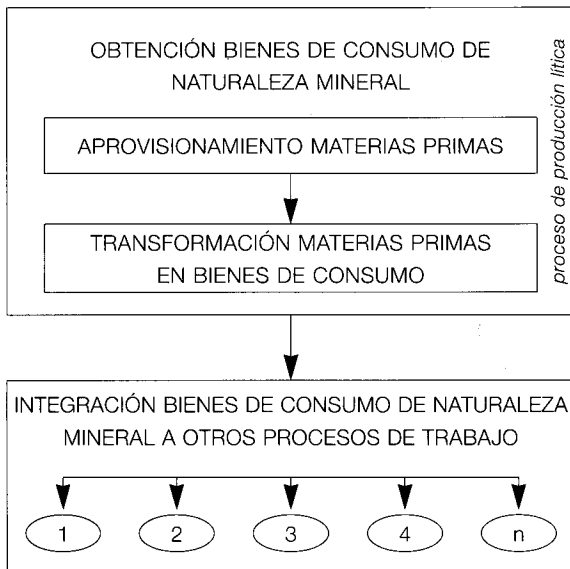 OBTENCIÓN BIENES DE CONSUMO DE
NATURALEZA MINERAL
APROVISIONAMIENTO MATERIAS PRIMAS
TRANSFORMACIÓN MATERIAS PRIMAS
EN BIENES DE CONSUMO
proceso de producción lítica
INTEGRACIÓN BIENES DE CONSUMO DE NATURALEZA
MINERAL A OTROS PROCESOS DE TRABAJO
1 2 3 4 n